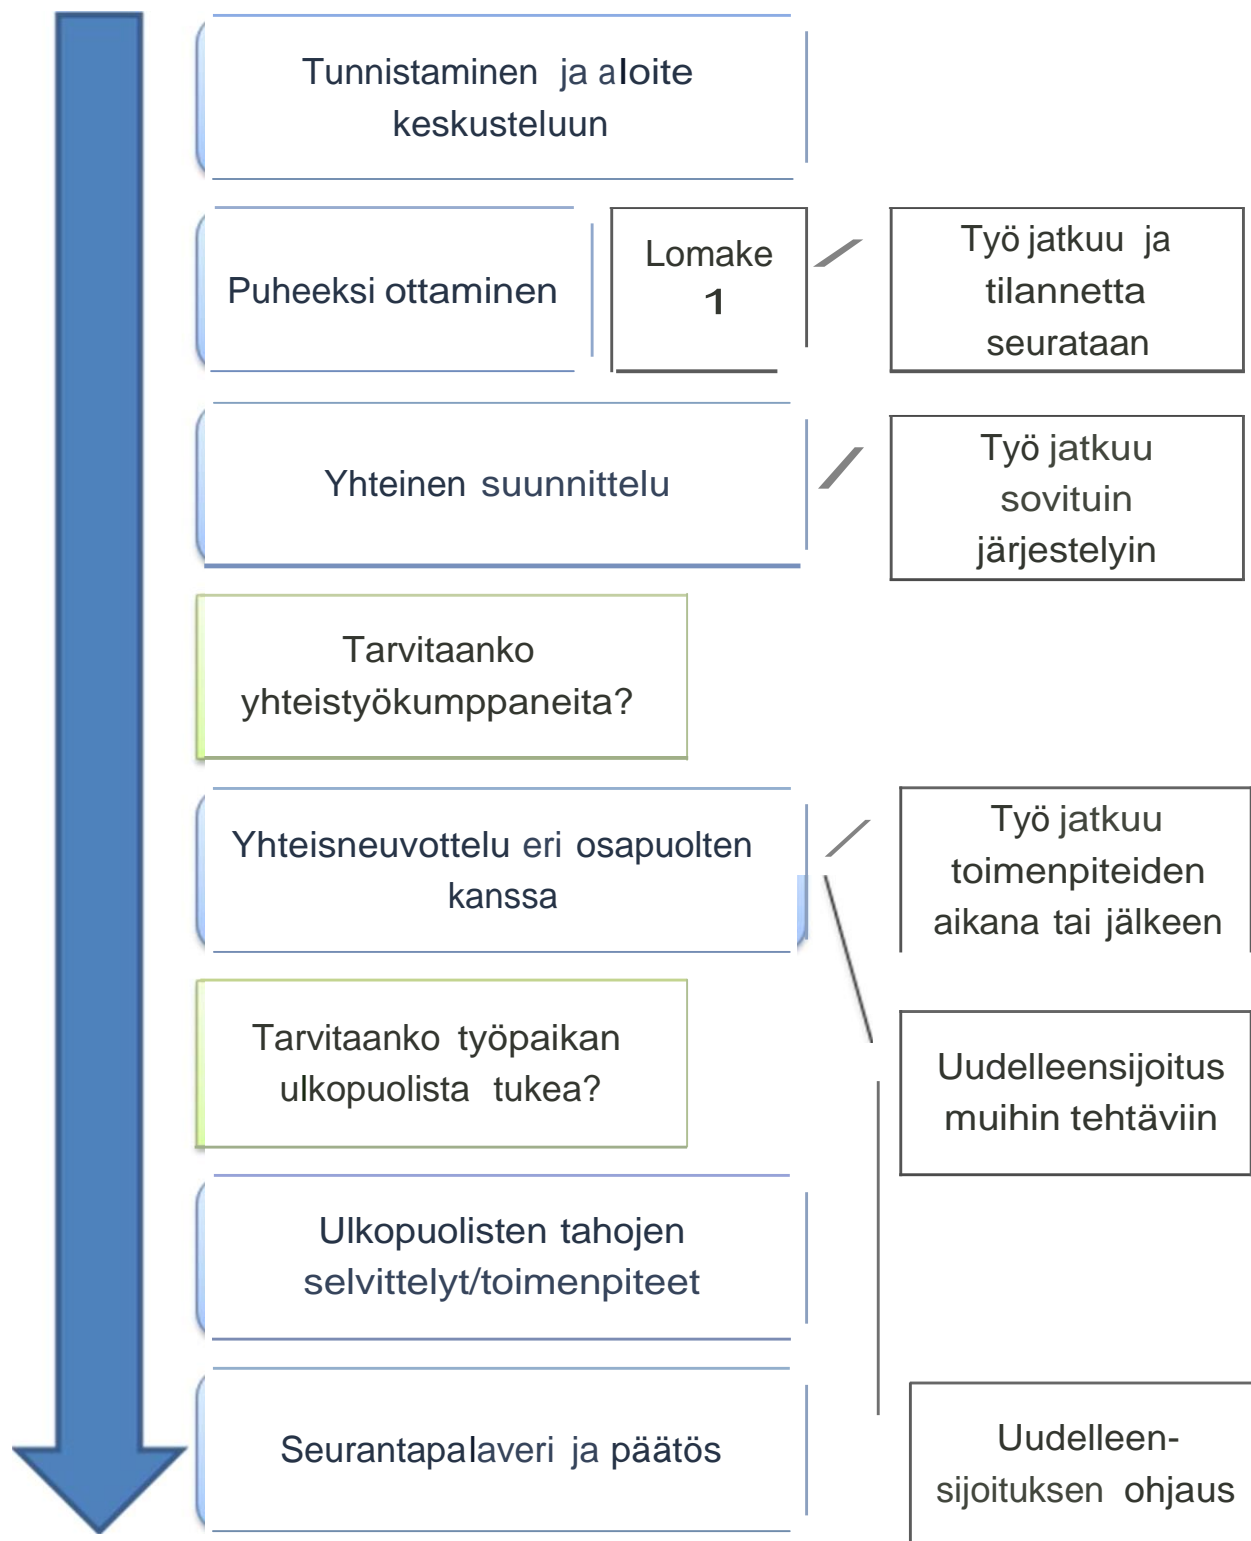 Tunnistaminen ja aloite
keskusteluun
Puheeksi ottaminen
Lomake
1
Työ jatkuu ja
tilannetta
seurataan
Yhteinen suunnittelu
Työ jatkuu
sovituin
järjestelyin
Tarvitaanko
yhteistyökumppaneita?
Yhteisneuvottelu eri osapuolten
kanssa
Työ jatkuu
toimenpiteiden
aikana tai jälkeen
Tarvitaanko työpaikan
ulkopuolista tukea?
Uudelleensijoitus
muihin tehtäviin
Ulkopuolisten tahojen
selvittelyt/toimenpiteet
Seurantapalaveri ja päätös
Uudelleen-
sijoituksen ohjaus